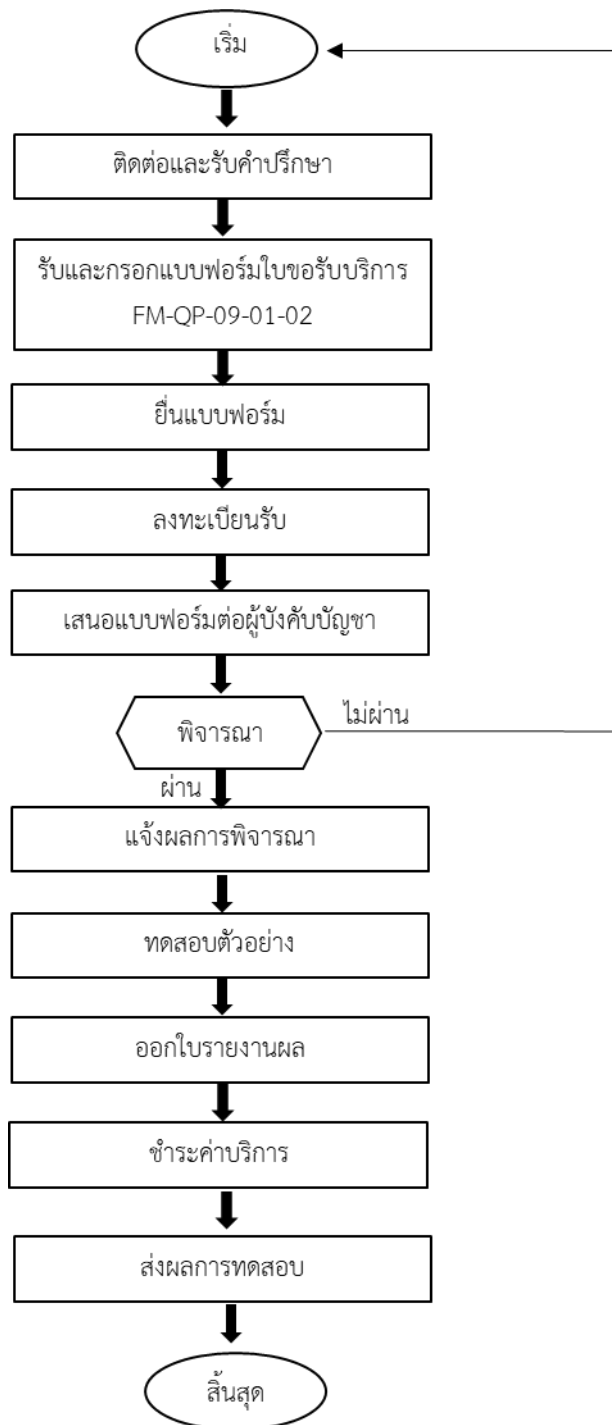 เริ่ม
ติดต่อและรับคำปรึกษา
รับและกรอกแบบฟอร์มใบขอรับบริการ
FM-QP-09-01-02
ยื่นแบบฟอร์ม
ลงทะเบียนรับ
เสนอแบบฟอร์มต่อผู้บังคับบัญชา
พิจารณา
ไม่ผ่าน
ผ่าน
แจ้งผลการพิจารณา
ทดสอบตัวอย่าง
ออกใบรายงานผล
ชำระค่าบริการ
ส่งผลการทดสอบ
สิ้นสุด